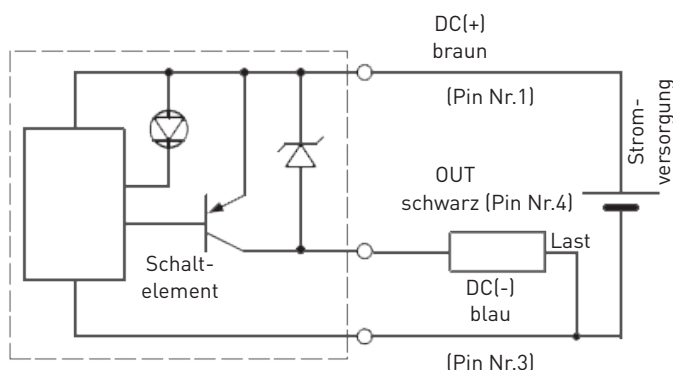 DC(+)
braun
(Pin Nr.1)
Strom-
versorgung
OUT
schwarz (Pin Nr.4)
Last
Schalt-
element
DC(-)
blau
(Pin Nr.3)